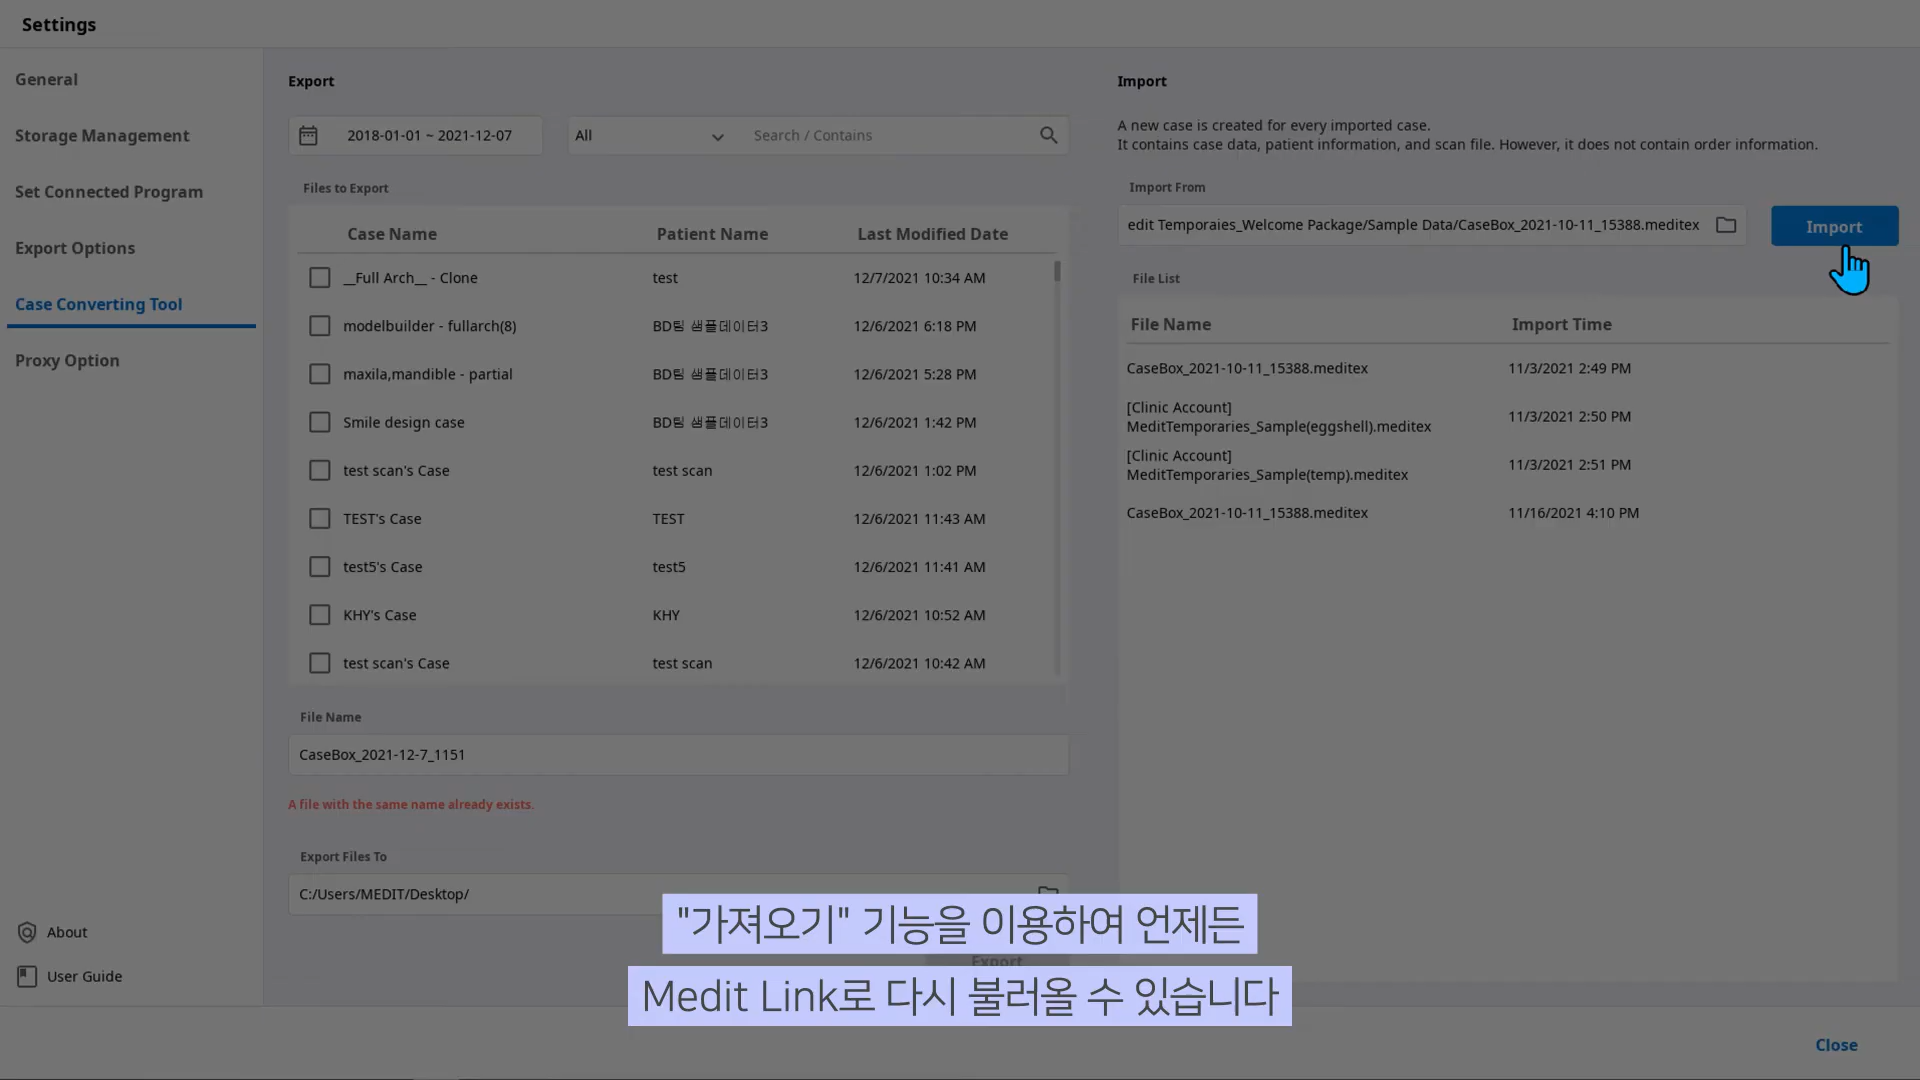 Settings
General
Storage Management
Set Connected Program
Export Options
Case Converting Tool
Proxy Option
About
User Guide
Export
2018-01-01 ~ 2021-12-07
All
Search / Contains
Files to Export
Case Name Patient Name Last Modified Date
__Full Arch__ - Clone test 12/7/2021 10:34 AM
modelbuilder - fullarch(8) BD팀 샘플데이터3 12/6/2021 6:18 PM
maxila,mandible - partial BD팀 샘플데이터3 12/6/2021 5:28 PM
Smile design case BD팀 샘플데이터3 12/6/2021 1:42 PM
test scan's Case test scan 12/6/2021 1:02 PM
TEST's Case TEST 12/6/2021 11:43 AM
test5's Case test5 12/6/2021 11:41 AM
KHY's Case KHY 12/6/2021 10:52 AM
test scan's Case test scan 12/6/2021 10:42 AM
File Name
CaseBox_2021-12-7_1151
A file with the same name already exists.
Export Files To
C:/Users/MEDIT/Desktop/
Export
Import
A new case is created for every imported case.
It contains case data, patient information, and scan file. However, it does not contain order information.
Import From
edit Temporaies_Welcome Package/Sample Data/CaseBox_2021-10-11_15388.meditex
Import
File List
File Name Import Time
CaseBox_2021-10-11_15388.meditex 11/3/2021 2:49 PM
[Clinic Account]
MeditTemporaries_Sample(eggshell).meditex 11/3/2021 2:50 PM
[Clinic Account]
MeditTemporaries_Sample(temp).meditex 11/3/2021 2:51 PM
CaseBox_2021-10-11_15388.meditex 11/16/2021 4:10 PM
"가져오기" 기능을 이용하여 언제든
Medit Link로 다시 불러올 수 있습니다
Close